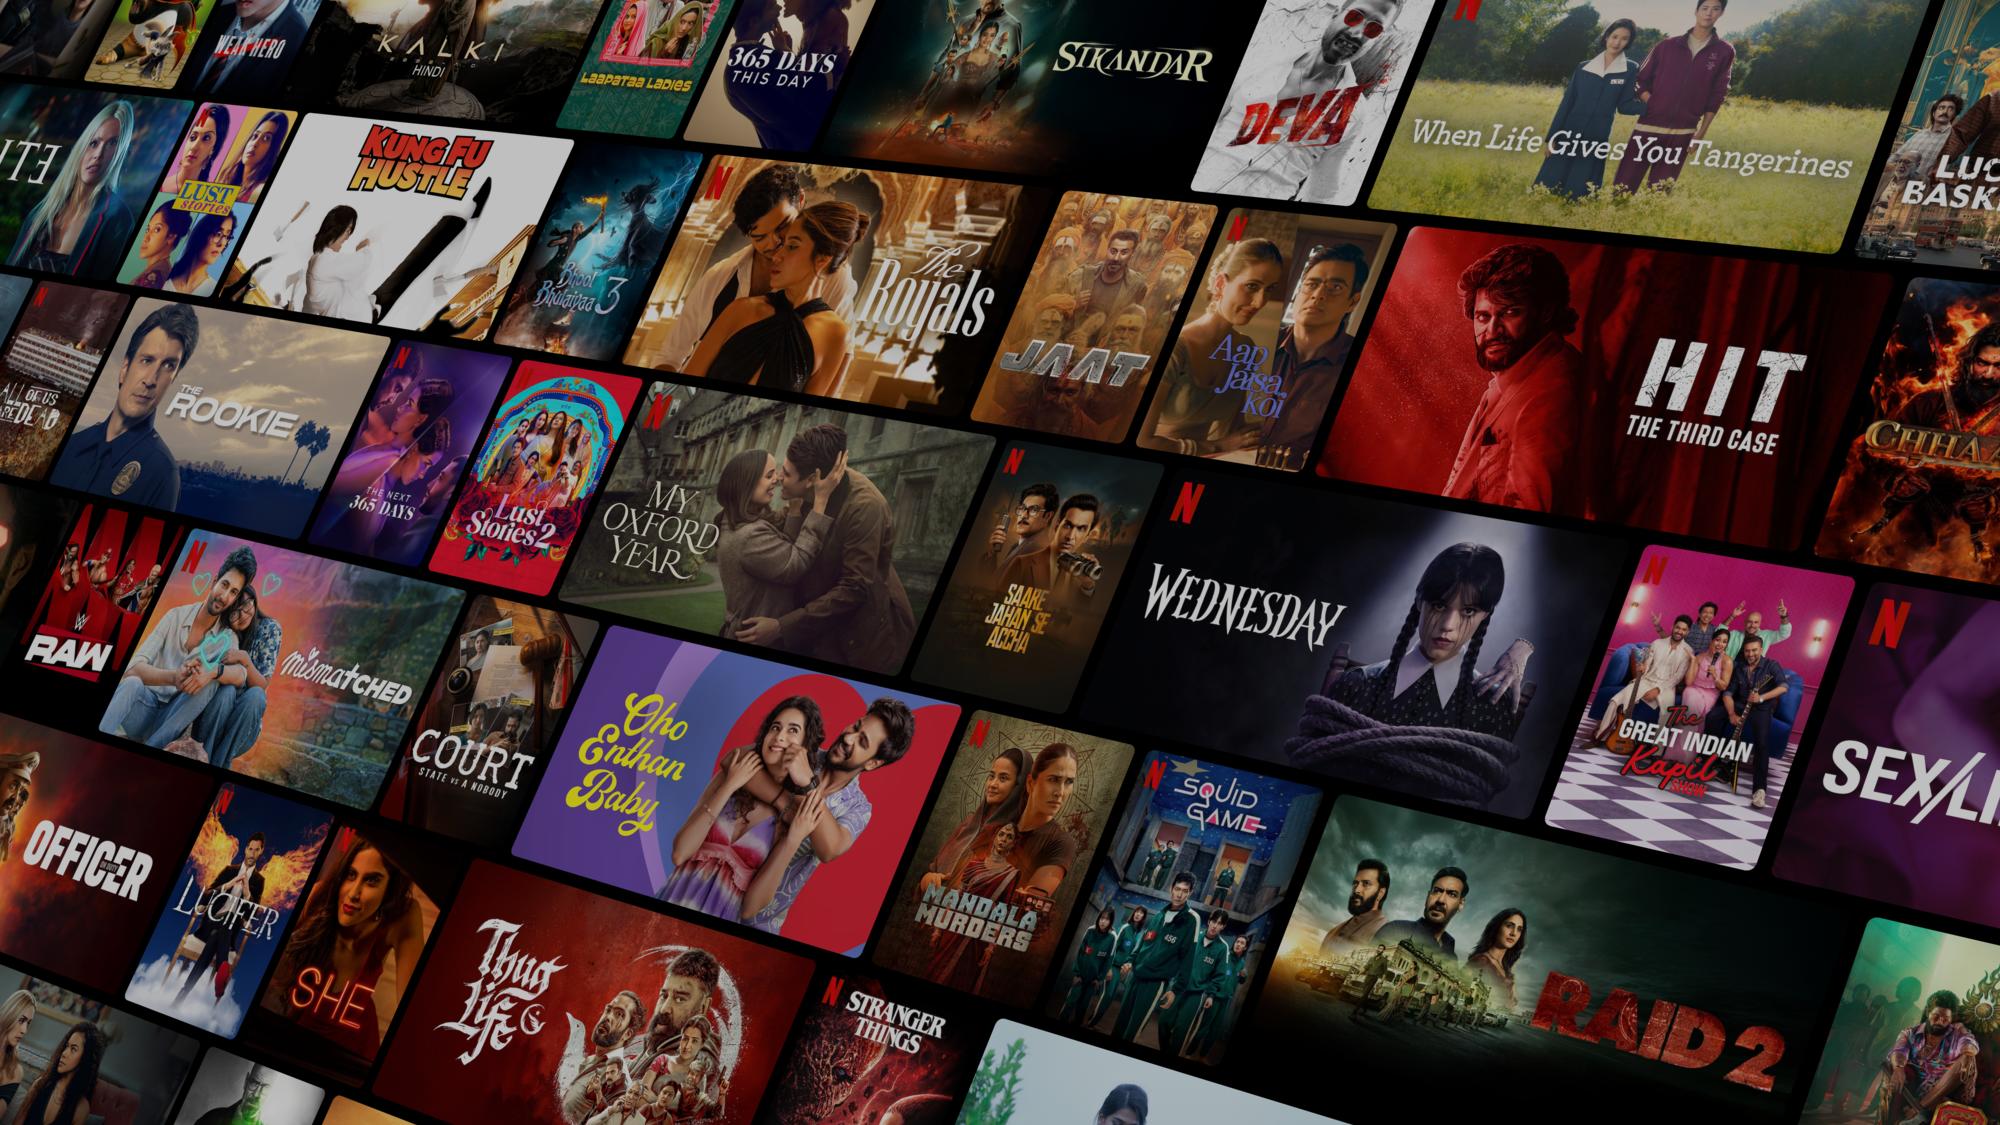 WEAK HERO
KALKI
HINDI
LAAPATAA LADIES
365 DAYS
THIS DAY
SIKANDAR
DEVA
N
When Life Gives You Tangerines
LUST
stories
KUNG FU
HUSTLE
Bhool
Bhulaiyaa 3
N
The
Royals
JAAT
N
Aap
Jaisa
Koi
HIT
THE THIRD CASE
N
ALL OF US
ARE DEAD
THE
ROOKIE
N
THE NEXT
365 DAYS
Lust
Stories 2
N
MY
OXFORD
YEAR
N
SAARE
JAHAN SE
ACCHA
N
WEDNESDAY
N
The
GREAT INDIAN
Kapil
SHOW
N
SEX/LI
W
RAW
N
mismatched
COURT
STATE vs A NOBODY
Oho
Enthan
Baby
N
MANDALA
MURDERS
N
SQUID
GAME
456
333
RAID 2
OFFICER
N
LUCIFER
N
SHE
Thug
Life
N
STRANGER
THINGS